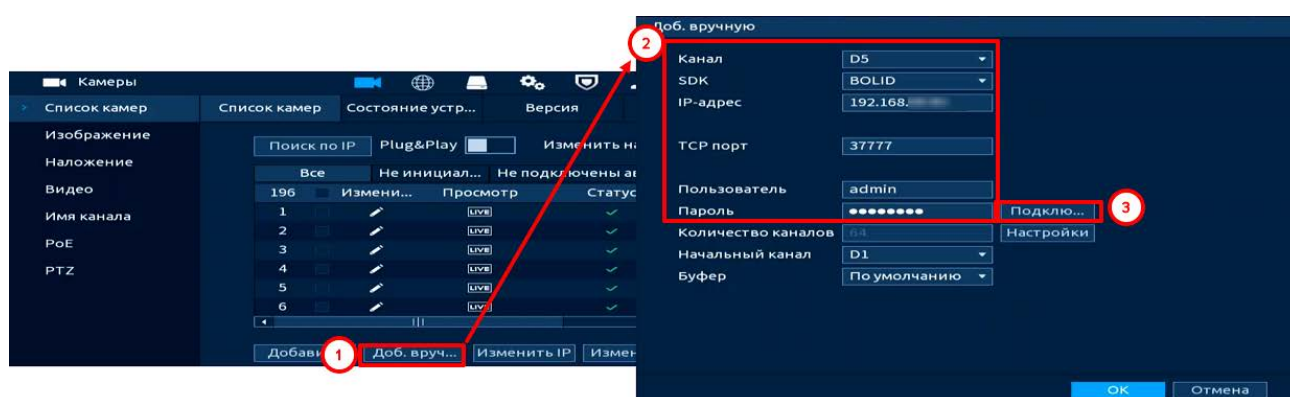 Камеры
Список камер
Изображение
Наложение
Видео
Имя канала
PoE
PTZ
Список камер Состояние устр... Версия
Поиск по IP Plug&Play Изменить
Все Не инициал... Не подключены
196 Измени... Просмотр Статус
1 LIVE
2 LIVE
3 LIVE
4 LIVE
5 LIVE
6 LIVE
1 Доб. вруч... Изменить IP
2
Доб. вручную
Канал D5
SDK BOLID
IP-адрес 192.168.
TCP порт 37777
Пользователь admin
Пароль ●●●●●●●● Подклю... 3
Количество каналов 64 Настройки
Начальный канал D1
Буфер По умолчанию
OK Отмена